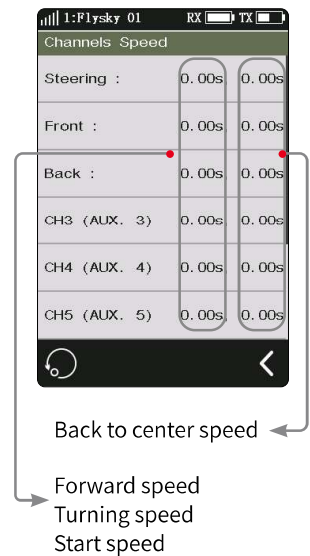 1:Flysky 01 RX TX
Channels Speed
Steering : 0.00s 0.00s
Front : 0.00s 0.00s
Back : 0.00s 0.00s
CH3 (AUX. 3) 0.00s 0.00s
CH4 (AUX. 4) 0.00s 0.00s
CH5 (AUX. 5) 0.00s 0.00s
Back to center speed
Forward speed
Turning speed
Start speed